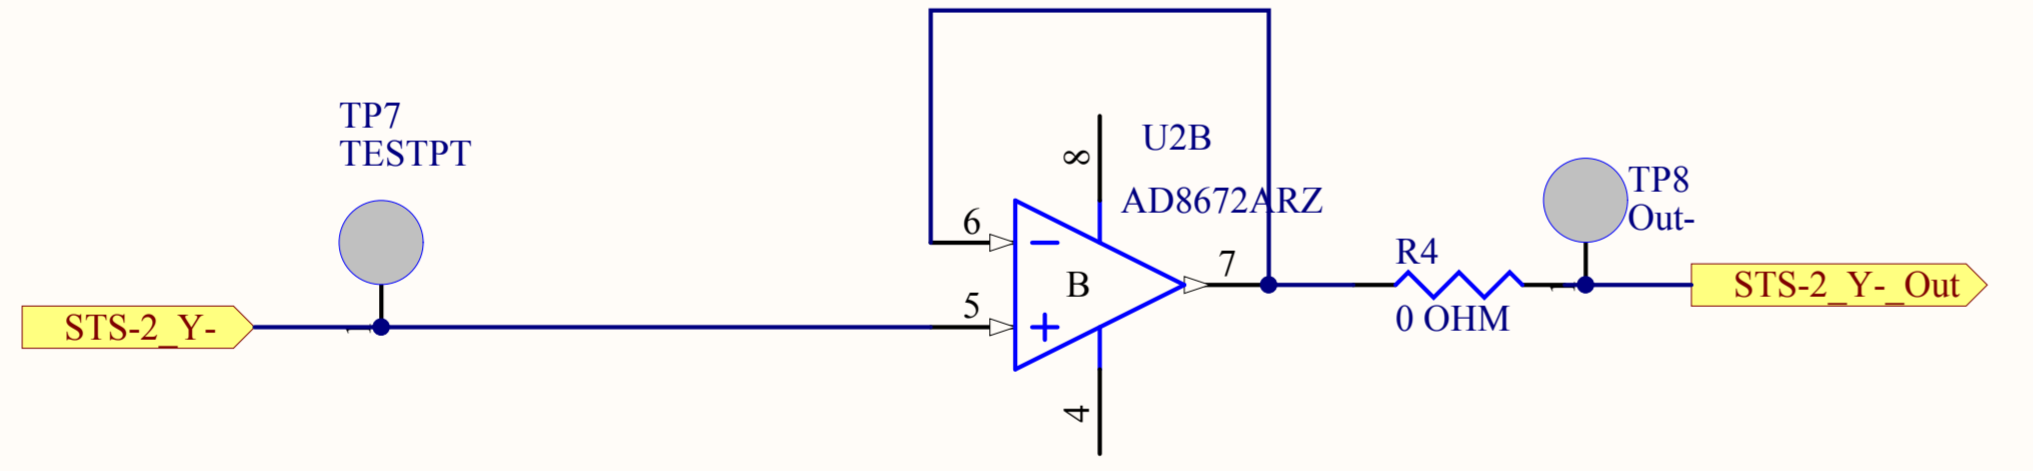 TP7
TESTPT
STS-2_Y-
6
5
8
U2B
AD8672ARZ
B
7
4
R4
0 OHM
TP8
Out-
STS-2_Y-_Out